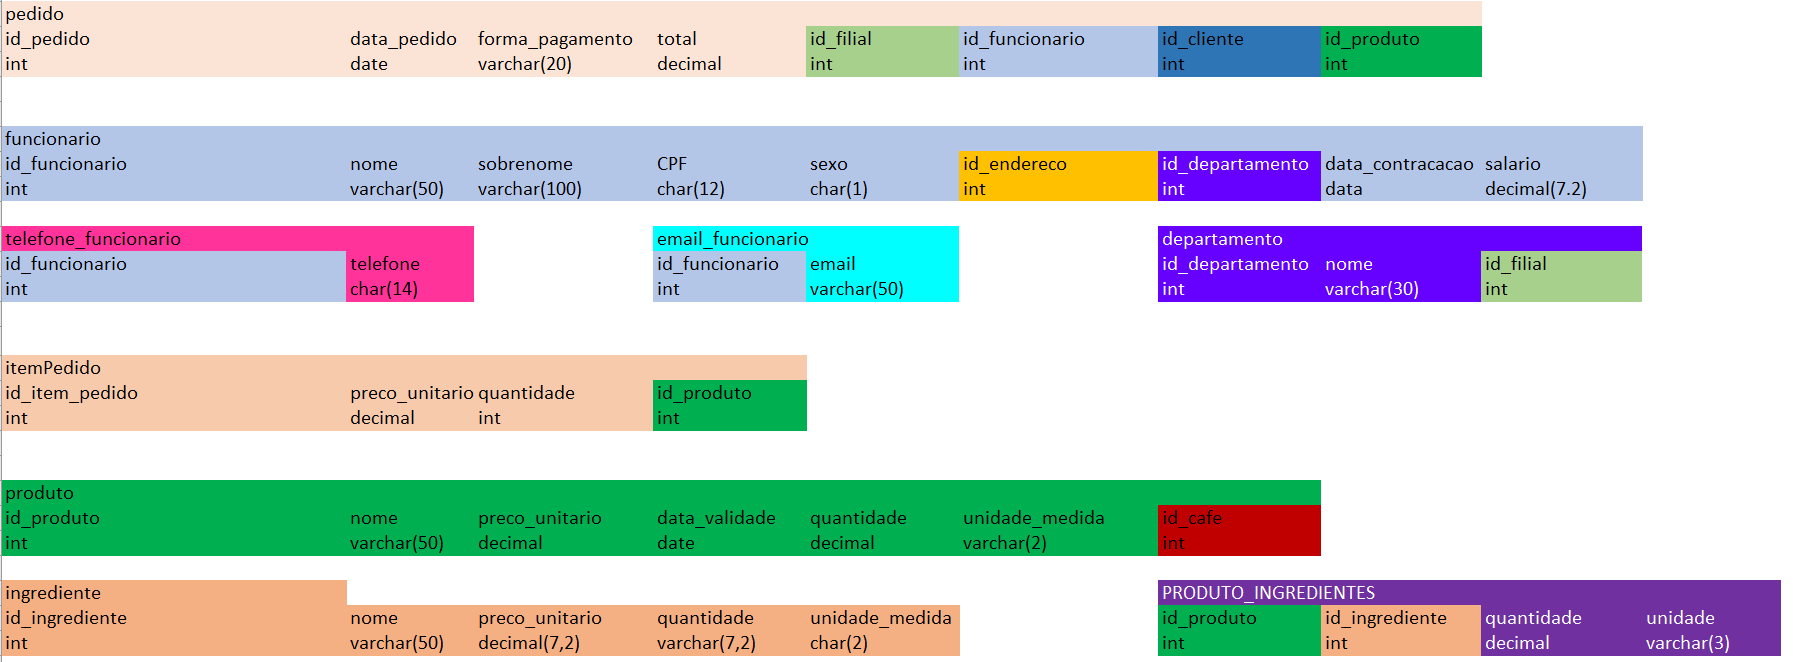 pedido
id_pedido data_pedido forma_pagamento total id_filial id_funcionario id_cliente id_produto
int date varchar(20) decimal int int int int
funcionario
id_funcionario nome sobrenome CPF sexo id_endereco id_departamento data_contracacao salario
int varchar(50) varchar(100) char(12) char(1) int int data decimal(7.2)
telefone_funcionario email_funcionario departamento
id_funcionario telefone id_funcionario email id_departamento nome id_filial
int char(14) int varchar(50) int varchar(30) int
itemPedido
id_item_pedido preco_unitario quantidade id_produto
int decimal int int
produto
id_produto nome preco_unitario data_validade quantidade unidade_medida id_cafe
int varchar(50) decimal date decimal varchar(2) int
ingrediente PRODUTO_INGREDIENTES
id_ingrediente nome preco_unitario quantidade unidade_medida id_produto id_ingrediente quantidade unidade
int varchar(50) decimal(7,2) varchar(7,2) char(2) int int decimal varchar(3)